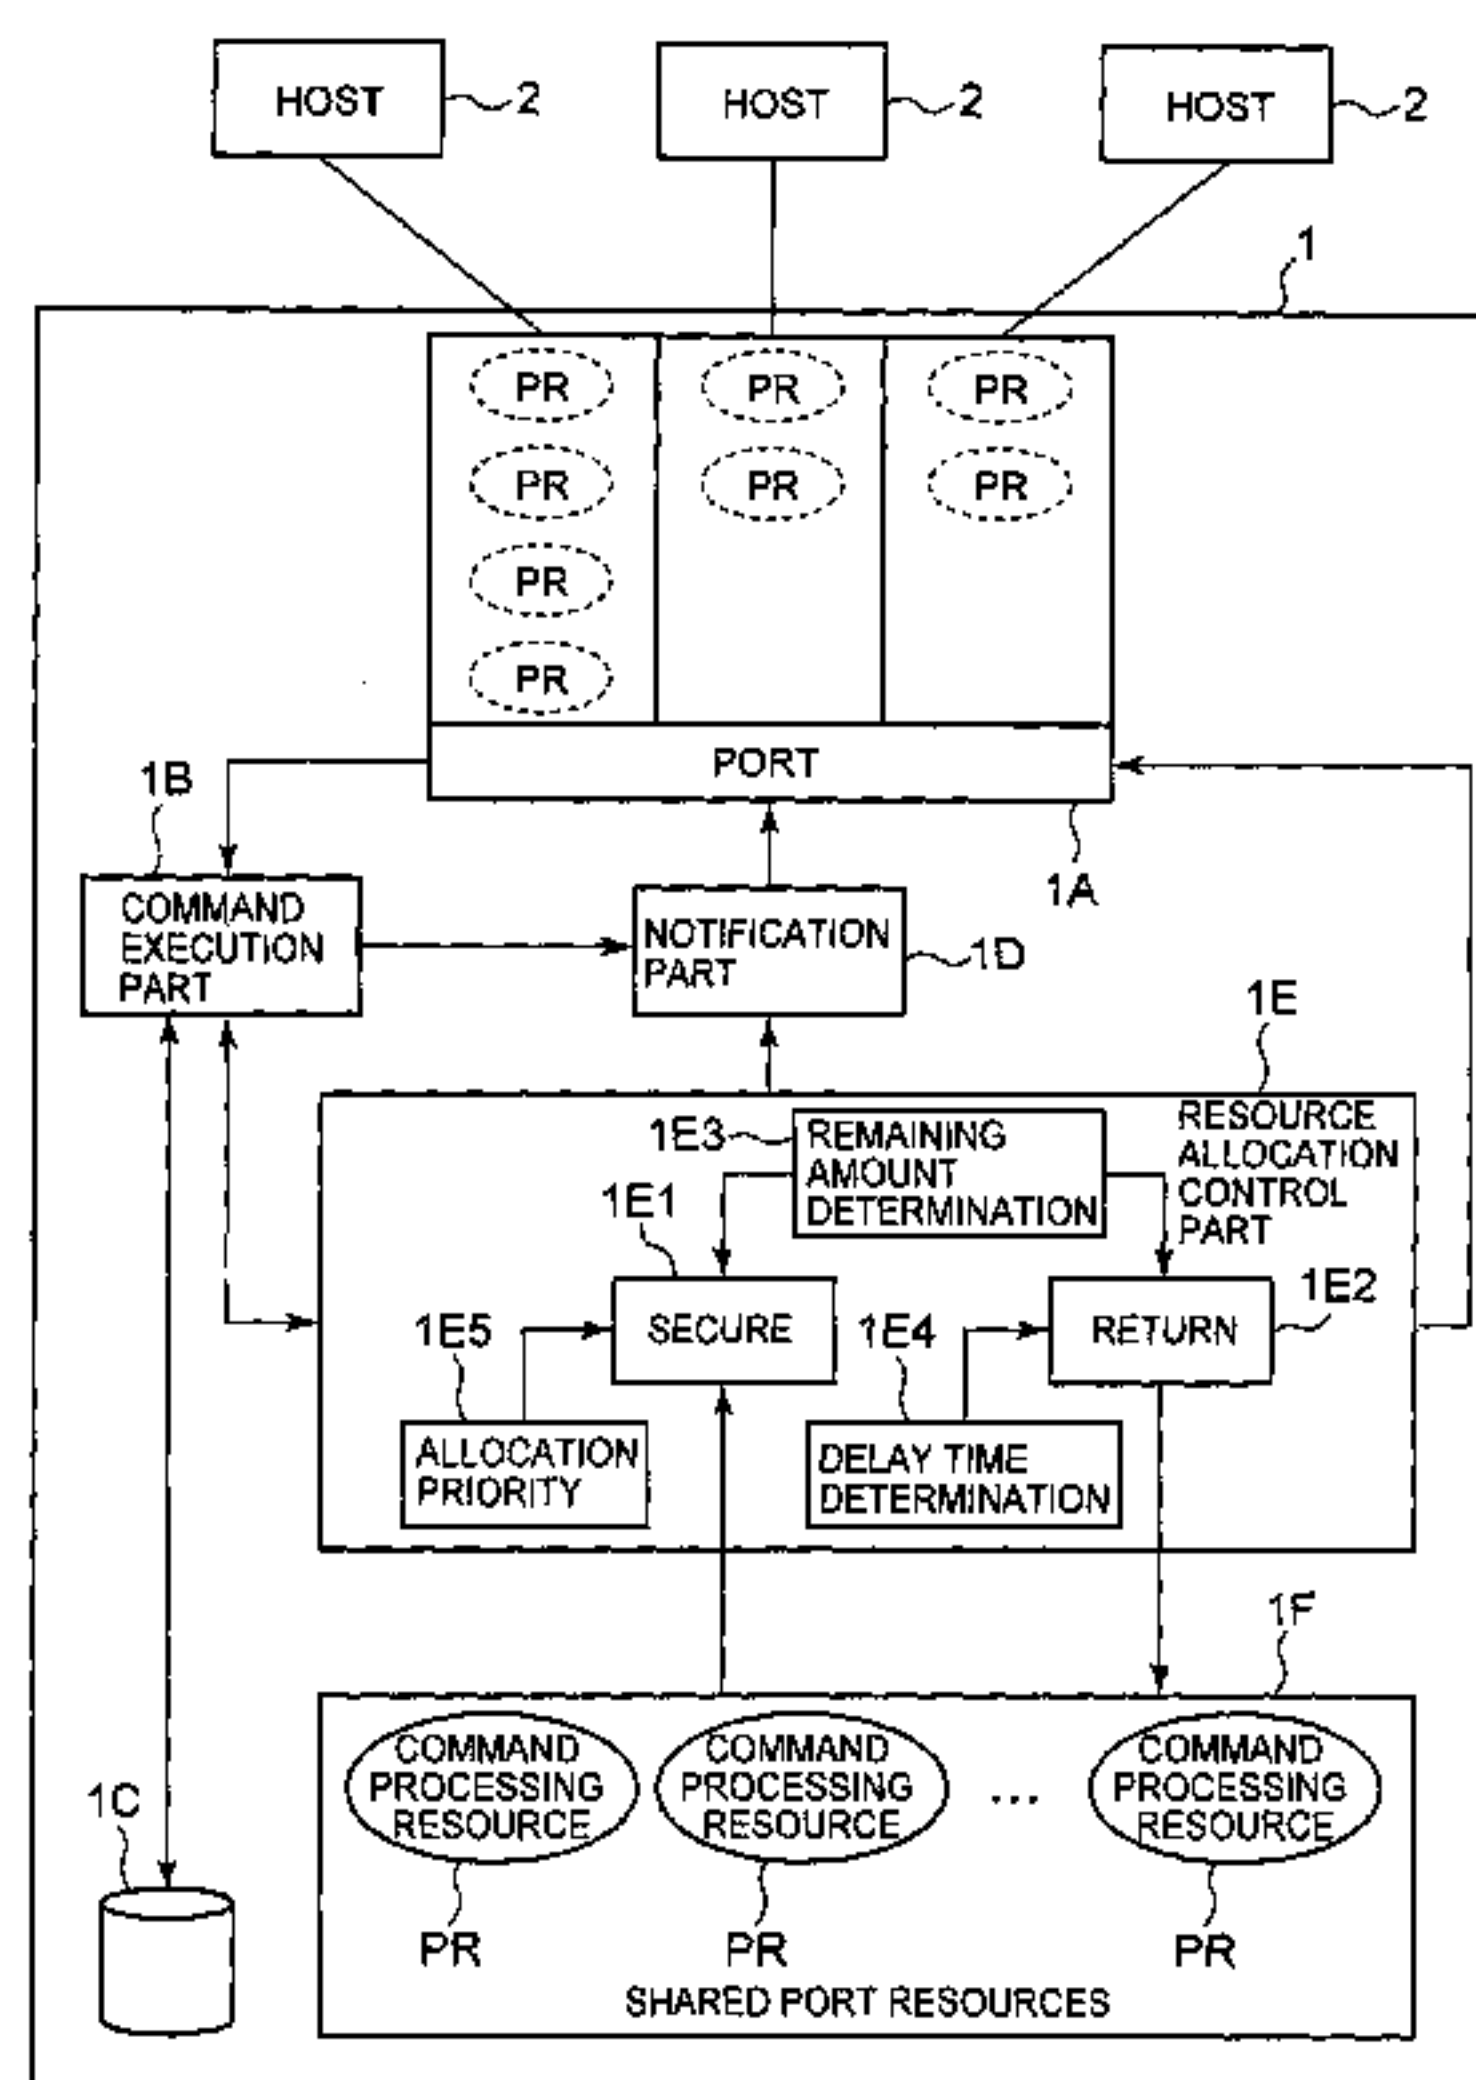 HOST 2 HOST 2 HOST 2
1
PR PR PR
PR PR PR
PR
PR
PORT
1B
1A
COMMAND
EXECUTION
PART
NOTIFICATION
PART
1D
1E
RESOURCE
ALLOCATION
CONTROL
PART
1E3
REMAINING
AMOUNT
DETERMINATION
1E1
SECURE
1E2
RETURN
1E5
1E4
ALLOCATION
PRIORITY
DELAY TIME
DETERMINATION
1F
COMMAND
PROCESSING
RESOURCE
COMMAND
PROCESSING
RESOURCE
...
COMMAND
PROCESSING
RESOURCE
1C
PR PR PR
SHARED PORT RESOURCES